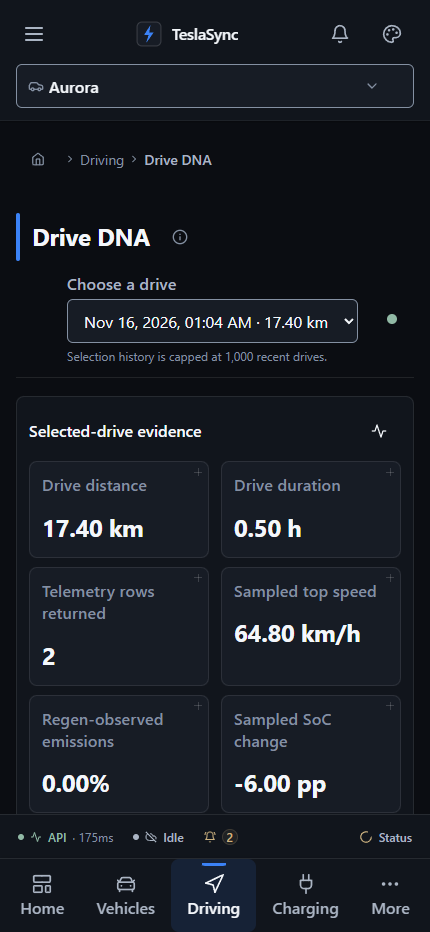 TeslaSync
Aurora
Driving
Drive DNA
Drive DNA
Choose a drive
Nov 16, 2026, 01:04 AM · 17.40 km
Selection history is capped at 1,000 recent drives.
Selected-drive evidence
Drive distance
17.40 km
Drive duration
0.50 h
Telemetry rows
returned
2
Sampled top speed
64.80 km/h
Regen-observed
emissions
0.00%
Sampled SoC
change
-6.00 pp
API · 175ms
Idle
2
Status
Home
Vehicles
Driving
Charging
More